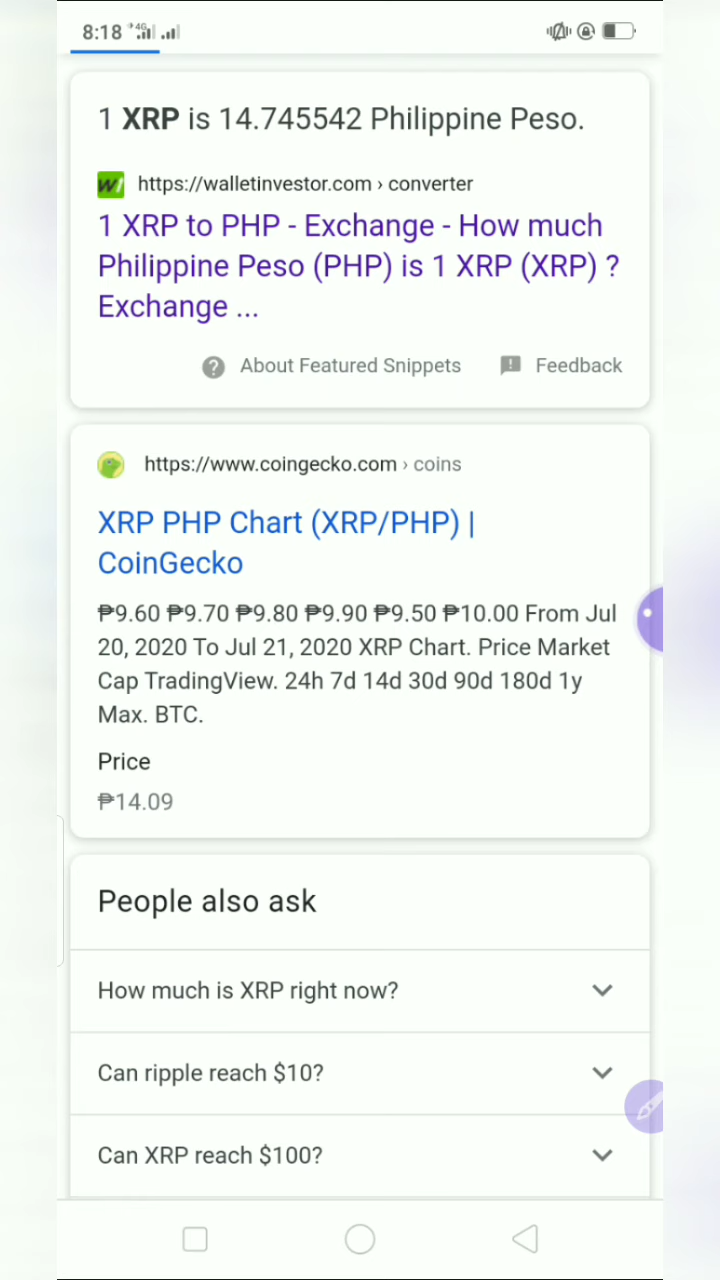 8:18 4G
1 XRP is 14.745542 Philippine Peso.
https://walletinvestor.com › converter
1 XRP to PHP - Exchange - How much
Philippine Peso (PHP) is 1 XRP (XRP) ?
Exchange ...
About Featured Snippets Feedback
https://www.coingecko.com › coins
XRP PHP Chart (XRP/PHP) |
CoinGecko
₱9.60 ₱9.70 ₱9.80 ₱9.90 ₱9.50 ₱10.00 From Jul
20, 2020 To Jul 21, 2020 XRP Chart. Price Market
Cap TradingView. 24h 7d 14d 30d 90d 180d 1y
Max. BTC.
Price
₱14.09
People also ask
How much is XRP right now?
Can ripple reach $10?
Can XRP reach $100?